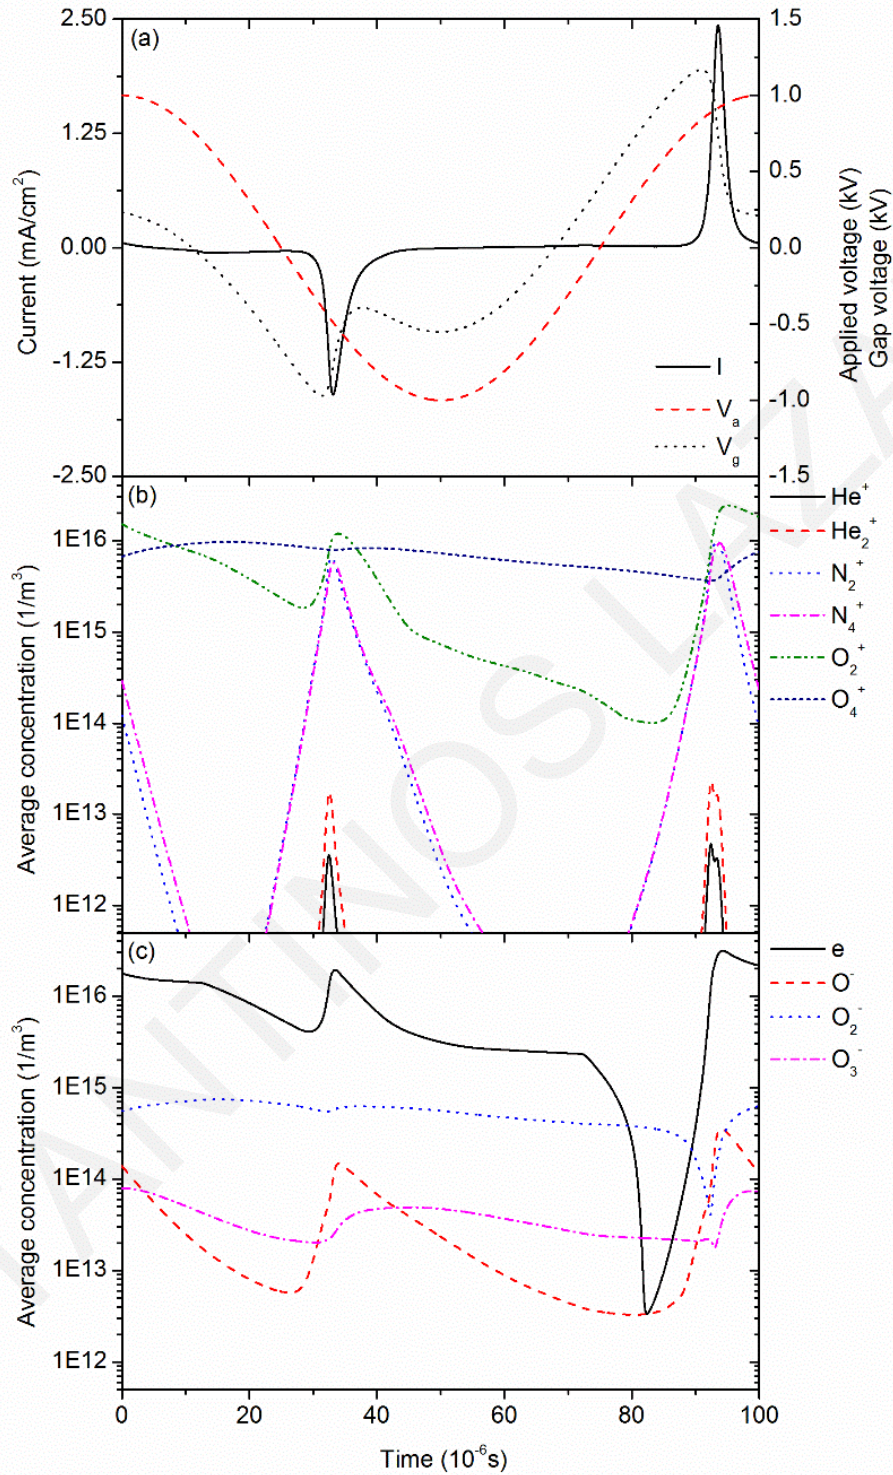 (a)
2.50
1.25
0.00
-1.25
-2.50
Current (mA/cm²)
1.5
1.0
0.5
0.0
-0.5
-1.0
-1.5
Applied voltage (kV)
Gap voltage (kV)
I
Vₐ
V_g
(b)
1E16
1E15
1E14
1E13
1E12
Average concentration (1/m³)
He⁺
He₂⁺
N₂⁺
N₄⁺
O₂⁺
O₄⁺
(c)
1E16
1E15
1E14
1E13
1E12
Average concentration (1/m³)
e
O⁻
O₂⁻
O₃⁻
0 20 40 60 80 100
Time (10⁻⁶s)
ANTINOS LAZA